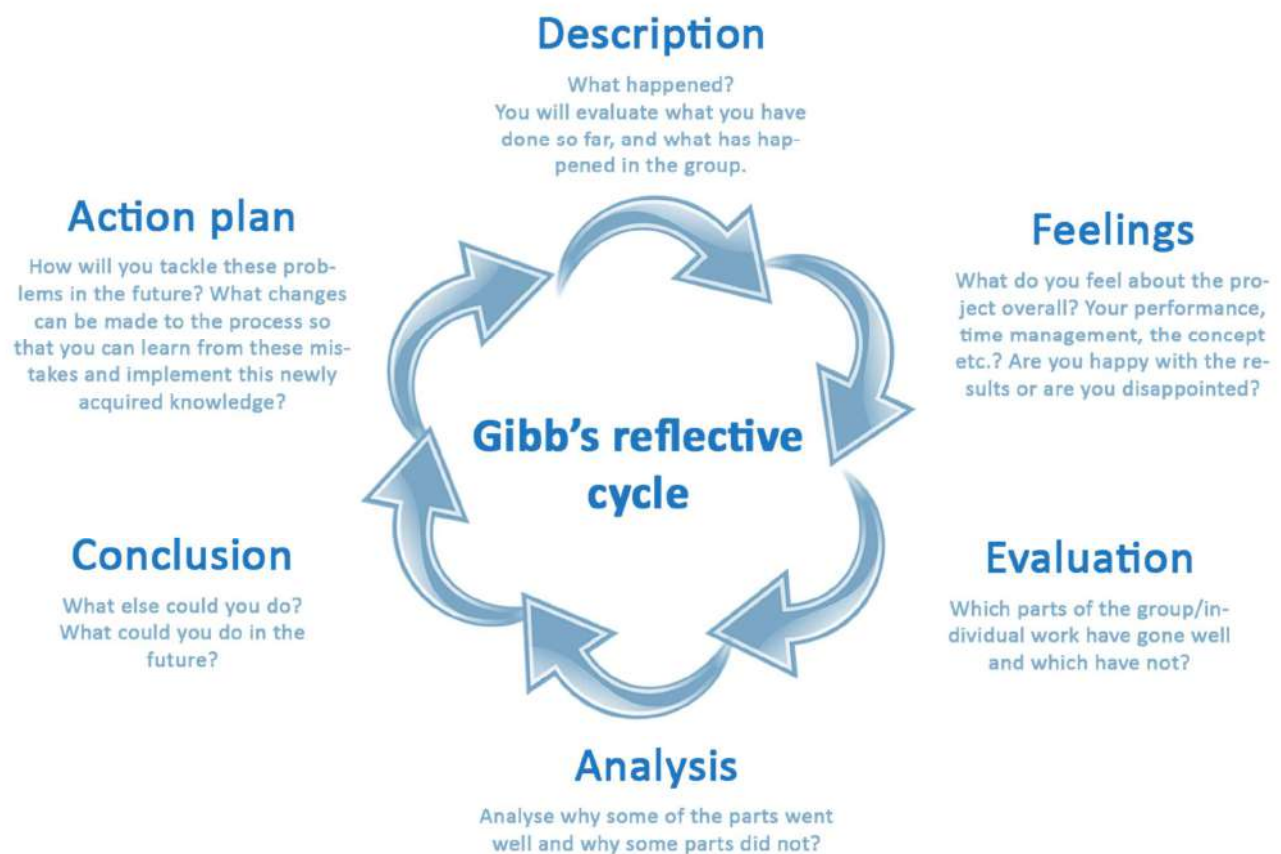 Description
What happened?
You will evaluate what you have
done so far, and what has hap-
pened in the group.
Feelings
What do you feel about the pro-
ject overall? Your performance,
time management, the concept
etc.? Are you happy with the re-
sults or are you disappointed?
Evaluation
Which parts of the group/in-
dividual work have gone well
and which have not?
Analysis
Analyse why some of the parts went
well and why some parts did not?
Conclusion
What else could you do?
What could you do in the
future?
Action plan
How will you tackle these prob-
lems in the future? What changes
can be made to the process so
that you can learn from these mis-
takes and implement this newly
acquired knowledge?
Gibb's reflective
cycle